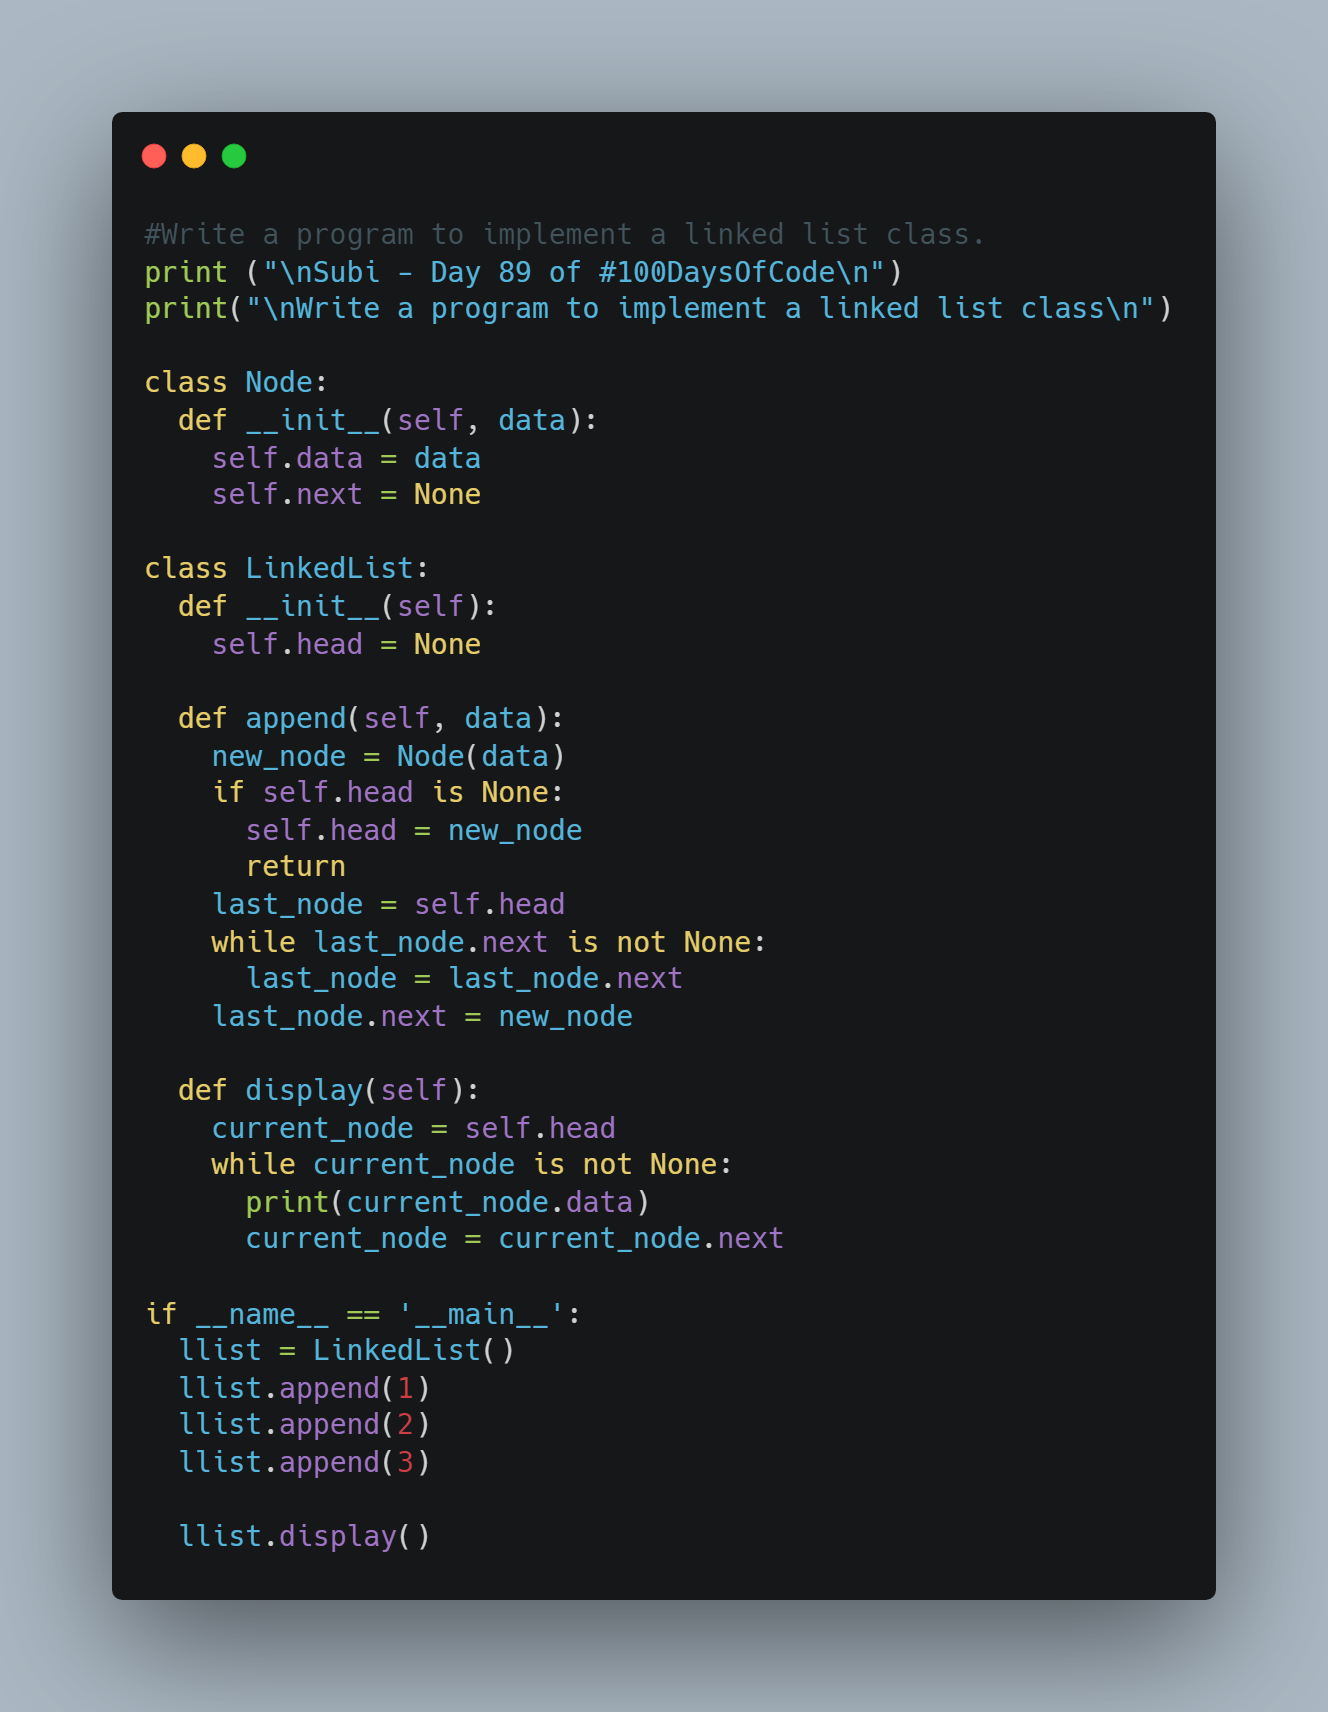 #Write a program to implement a linked list class.
print ("\nSubi - Day 89 of #100DaysOfCode\n")
print("\nWrite a program to implement a linked list class\n")

class Node:
  def __init__(self, data):
    self.data = data
    self.next = None

class LinkedList:
  def __init__(self):
    self.head = None

  def append(self, data):
    new_node = Node(data)
    if self.head is None:
      self.head = new_node
      return
    last_node = self.head
    while last_node.next is not None:
      last_node = last_node.next
    last_node.next = new_node

  def display(self):
    current_node = self.head
    while current_node is not None:
      print(current_node.data)
      current_node = current_node.next

if __name__ == '__main__':
  llist = LinkedList()
  llist.append(1)
  llist.append(2)
  llist.append(3)

  llist.display()